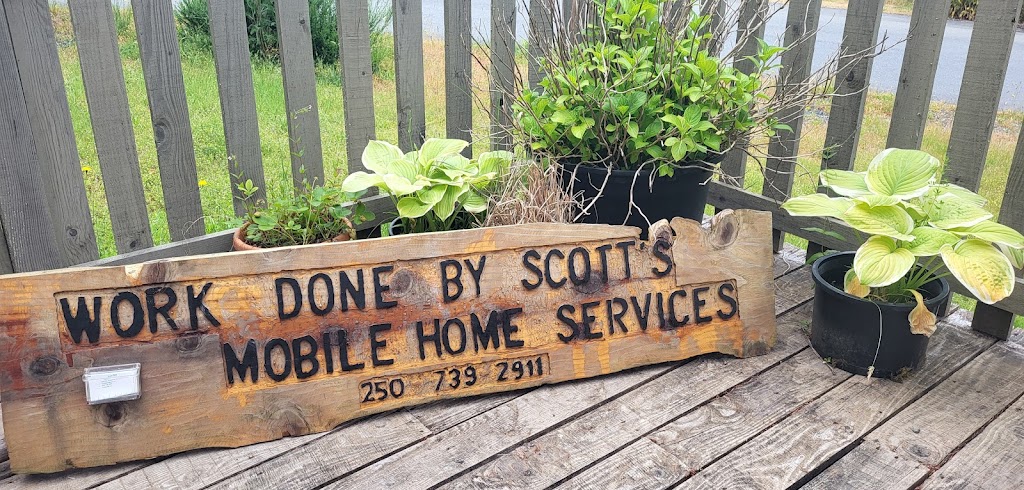 WORK DONE BY SCOTT'S
MOBILE HOME SERVICES
250 739 2911